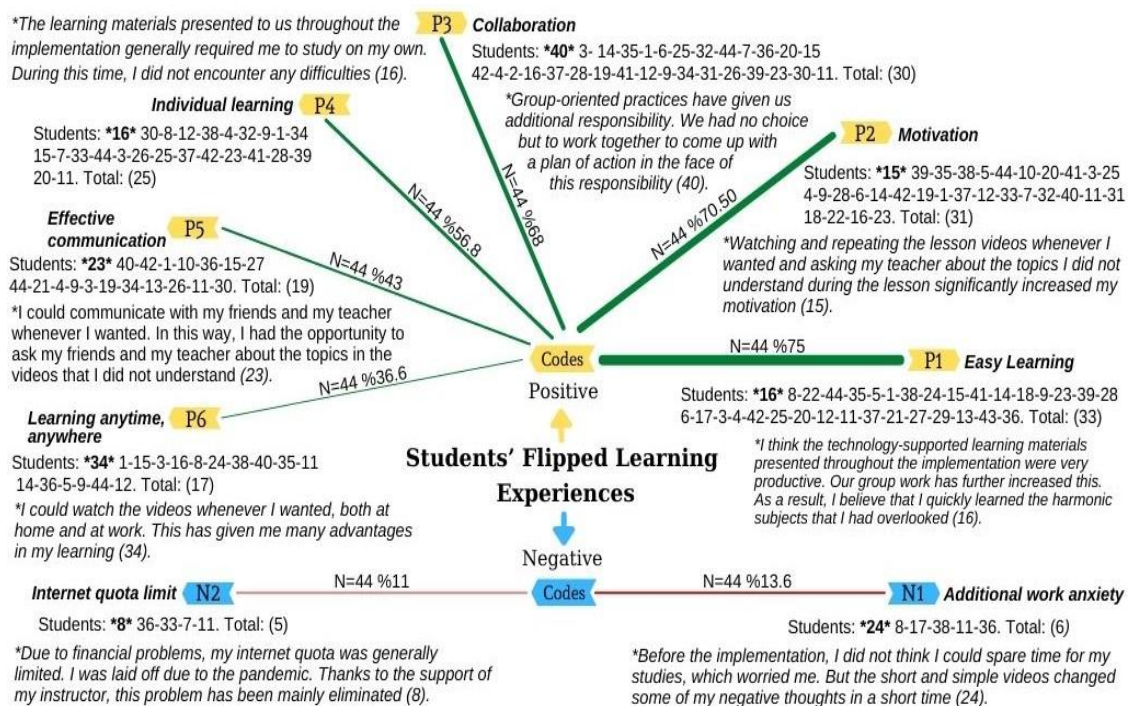 *The learning materials presented to us throughout the
implementation generally required me to study on my own.
During this time, I did not encounter any difficulties (16).
P3 Collaboration
Students: *40* 3- 14-35-1-6-25-32-44-7-36-20-15
42-4-2-16-37-28-19-41-12-9-34-31-26-39-23-30-11. Total: (30)
*Group-oriented practices have given us
additional responsibility. We had no choice
but to work together to come up with
a plan of action in the face of
this responsibility (40).
N=44 %68
Individual learning P4
Students: *16* 30-8-12-38-4-32-9-1-34
15-7-33-44-3-26-25-37-42-23-41-28-39
20-11. Total: (25)
N=44 %56.8
P2 Motivation
Students: *15* 39-35-38-5-44-10-20-41-3-25
4-9-28-6-14-42-19-1-37-12-33-7-32-40-11-31
18-22-16-23. Total: (31)
*Watching and repeating the lesson videos whenever I
wanted and asking my teacher about the topics I did not
understand during the lesson significantly increased my
motivation (15).
N=44 %70.50
Effective
communication P5
Students: *23* 40-42-1-10-36-15-27
44-21-4-9-3-19-34-13-26-11-30. Total: (19)
*I could communicate with my friends and my teacher
whenever I wanted. In this way, I had the opportunity to
ask my friends and my teacher about the topics in the
videos that I did not understand (23).
N=44 %43
Codes
Positive
N=44 %75
P1 Easy Learning
Students: *16* 8-22-44-35-5-1-38-24-15-41-14-18-9-23-39-28
6-17-3-4-42-25-20-12-11-37-21-27-29-13-43-36. Total: (33)
*I think the technology-supported learning materials
presented throughout the implementation were very
productive. Our group work has further increased this.
As a result, I believe that I quickly learned the harmonic
subjects that I had overlooked (16).
N=44 %36.6
Learning anytime,
anywhere P6
Students: *34* 1-15-3-16-8-24-38-40-35-11
14-36-5-9-44-12. Total: (17)
*I could watch the videos whenever I wanted, both at
home and at work. This has given me many advantages
in my learning (34).
Students' Flipped Learning
Experiences
Negative
Codes
Internet quota limit N2
N=44 %11
Students: *8* 36-33-7-11. Total: (5)
*Due to financial problems, my internet quota was generally
limited. I was laid off due to the pandemic. Thanks to the support of
my instructor, this problem has been mainly eliminated (8).
N=44 %13.6
N1 Additional work anxiety
Students: *24* 8-17-38-11-36. Total: (6)
*Before the implementation, I did not think I could spare time for my
studies, which worried me. But the short and simple videos changed
some of my negative thoughts in a short time (24).